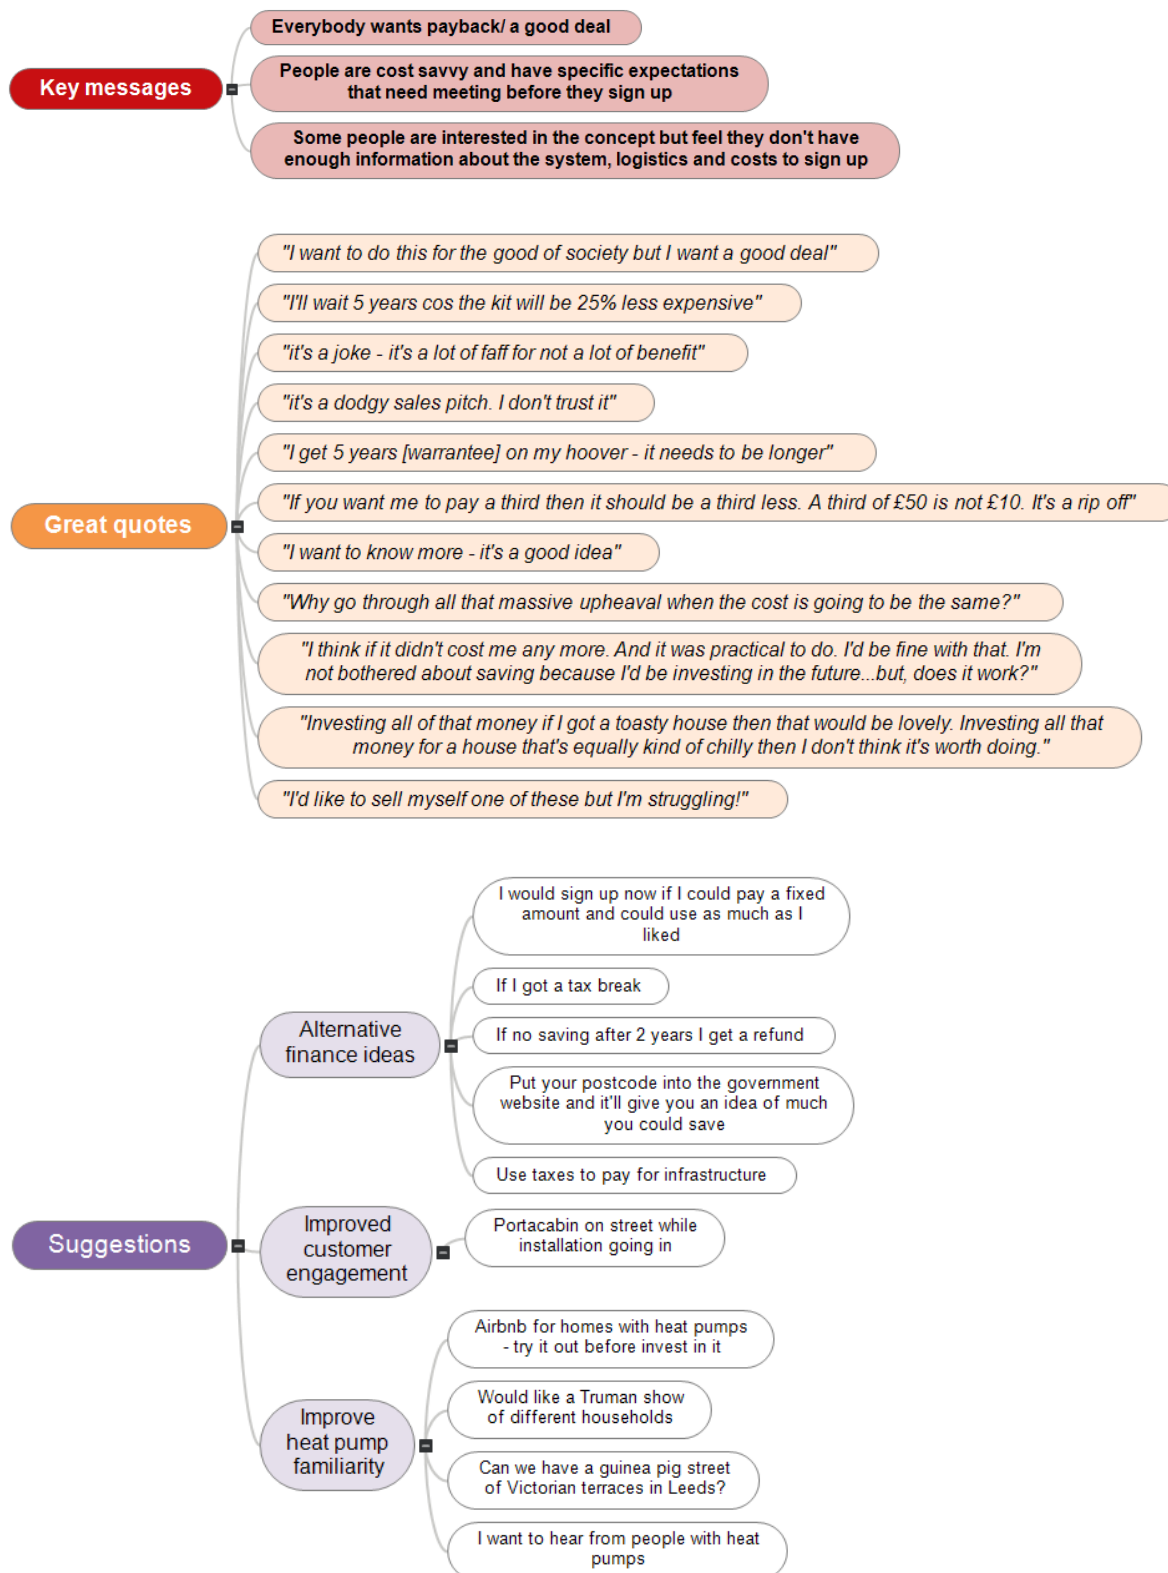 Key messages
Everybody wants payback/ a good deal
People are cost savvy and have specific expectations
that need meeting before they sign up
Some people are interested in the concept but feel they don't have
enough information about the system, logistics and costs to sign up
Great quotes
"I want to do this for the good of society but I want a good deal"
"I'll wait 5 years cos the kit will be 25% less expensive"
"it's a joke - it's a lot of faff for not a lot of benefit"
"it's a dodgy sales pitch. I don't trust it"
"I get 5 years [warrantee] on my hoover - it needs to be longer"
"If you want me to pay a third then it should be a third less. A third of £50 is not £10. It's a rip off"
"I want to know more - it's a good idea"
"Why go through all that massive upheaval when the cost is going to be the same?"
"I think if it didn't cost me any more. And it was practical to do. I'd be fine with that. I'm
not bothered about saving because I'd be investing in the future...but, does it work?"
"Investing all of that money if I got a toasty house then that would be lovely. Investing all that
money for a house that's equally kind of chilly then I don't think it's worth doing."
"I'd like to sell myself one of these but I'm struggling!"
Suggestions
Alternative
finance ideas
I would sign up now if I could pay a fixed
amount and could use as much as I
liked
If I got a tax break
If no saving after 2 years I get a refund
Put your postcode into the government
website and it'll give you an idea of much
you could save
Use taxes to pay for infrastructure
Improved
customer
engagement
Portacabin on street while
installation going in
Improve
heat pump
familiarity
Airbnb for homes with heat pumps
- try it out before invest in it
Would like a Truman show
of different households
Can we have a guinea pig street
of Victorian terraces in Leeds?
I want to hear from people with heat
pumps